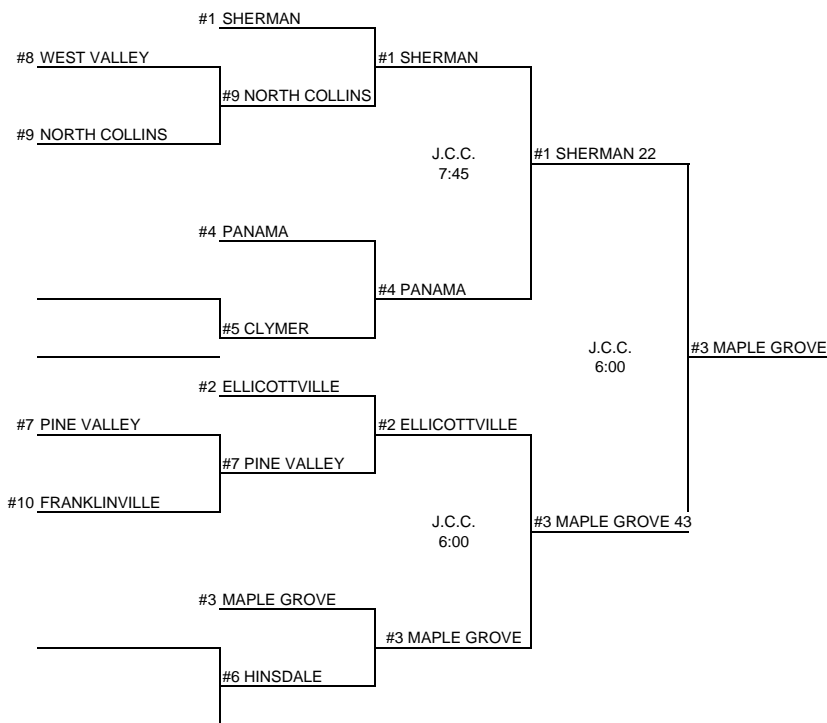 #1 SHERMAN
#8 WEST VALLEY
#1 SHERMAN
#9 NORTH COLLINS
#9 NORTH COLLINS
J.C.C.
7:45
#1 SHERMAN 22
#4 PANAMA
#4 PANAMA
#5 CLYMER
J.C.C.
6:00
#3 MAPLE GROVE
#2 ELLICOTTVILLE
#7 PINE VALLEY
#2 ELLICOTTVILLE
#7 PINE VALLEY
#10 FRANKLINVILLE
J.C.C.
6:00
#3 MAPLE GROVE 43
#3 MAPLE GROVE
#3 MAPLE GROVE
#6 HINSDALE